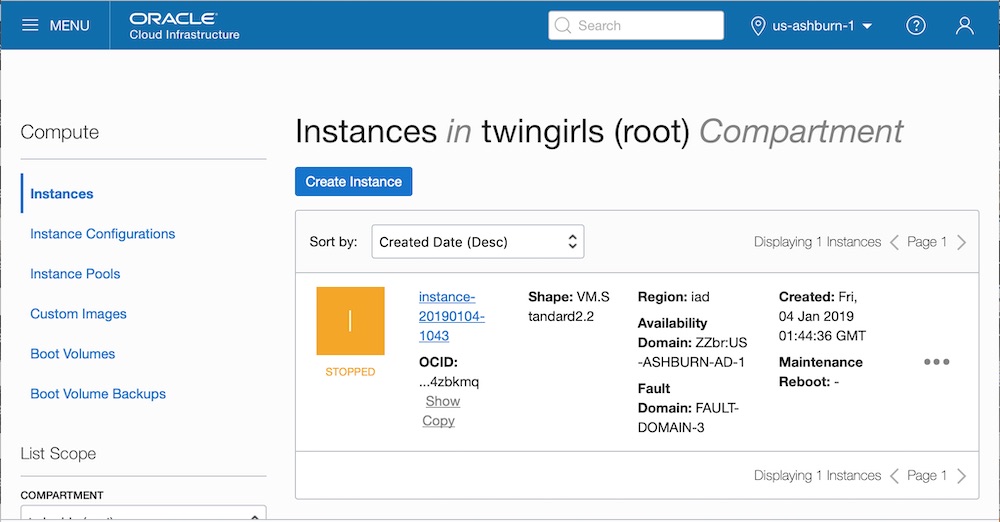 MENU
ORACLE
Cloud Infrastructure
Search
us-ashburn-1
?
Compute
Instances
Instance Configurations
Instance Pools
Custom Images
Boot Volumes
Boot Volume Backups
List Scope
COMPARTMENT
Instances in twingirls (root) Compartment
Create Instance
Sort by:
Created Date (Desc)
Displaying 1 Instances
Page 1
I
STOPPED
instance-
20190104-
1043
OCID:
...4zbkmq
Show
Copy
Shape: VM.S
tandard2.2
Region: iad
Availability
Domain: ZZbr:US
-ASHBURN-AD-1
Fault
Domain: FAULT-
DOMAIN-3
Created: Fri,
04 Jan 2019
01:44:36 GMT
Maintenance
Reboot: -
Displaying 1 Instances
Page 1